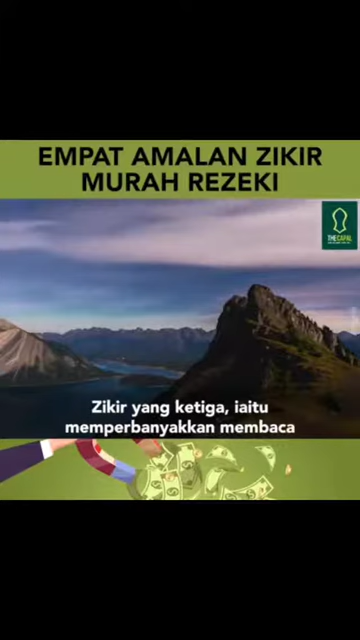 EMPAT AMALAN ZIKIR
MURAH REZEKI
THECAPAL
Zikir yang ketiga, iaitu
memperbanyakkan membaca